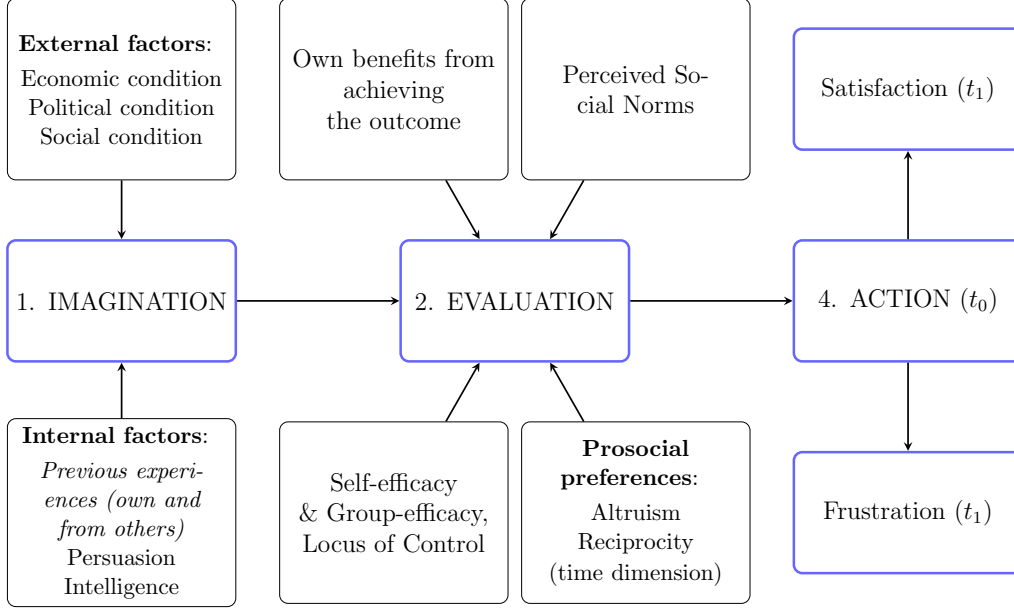 External factors:
Economic condition
Political condition
Social condition
Own benefits from
achieving
the outcome
Perceived So-
cial Norms
Satisfaction (t₁)
1. IMAGINATION
2. EVALUATION
4. ACTION (t₀)
Internal factors:
Previous experi-
ences (own and
from others)
Persuasion
Intelligence
Self-efficacy
& Group-efficacy,
Locus of Control
Prosocial
preferences:
Altruism
Reciprocity
(time dimension)
Frustration (t₁)